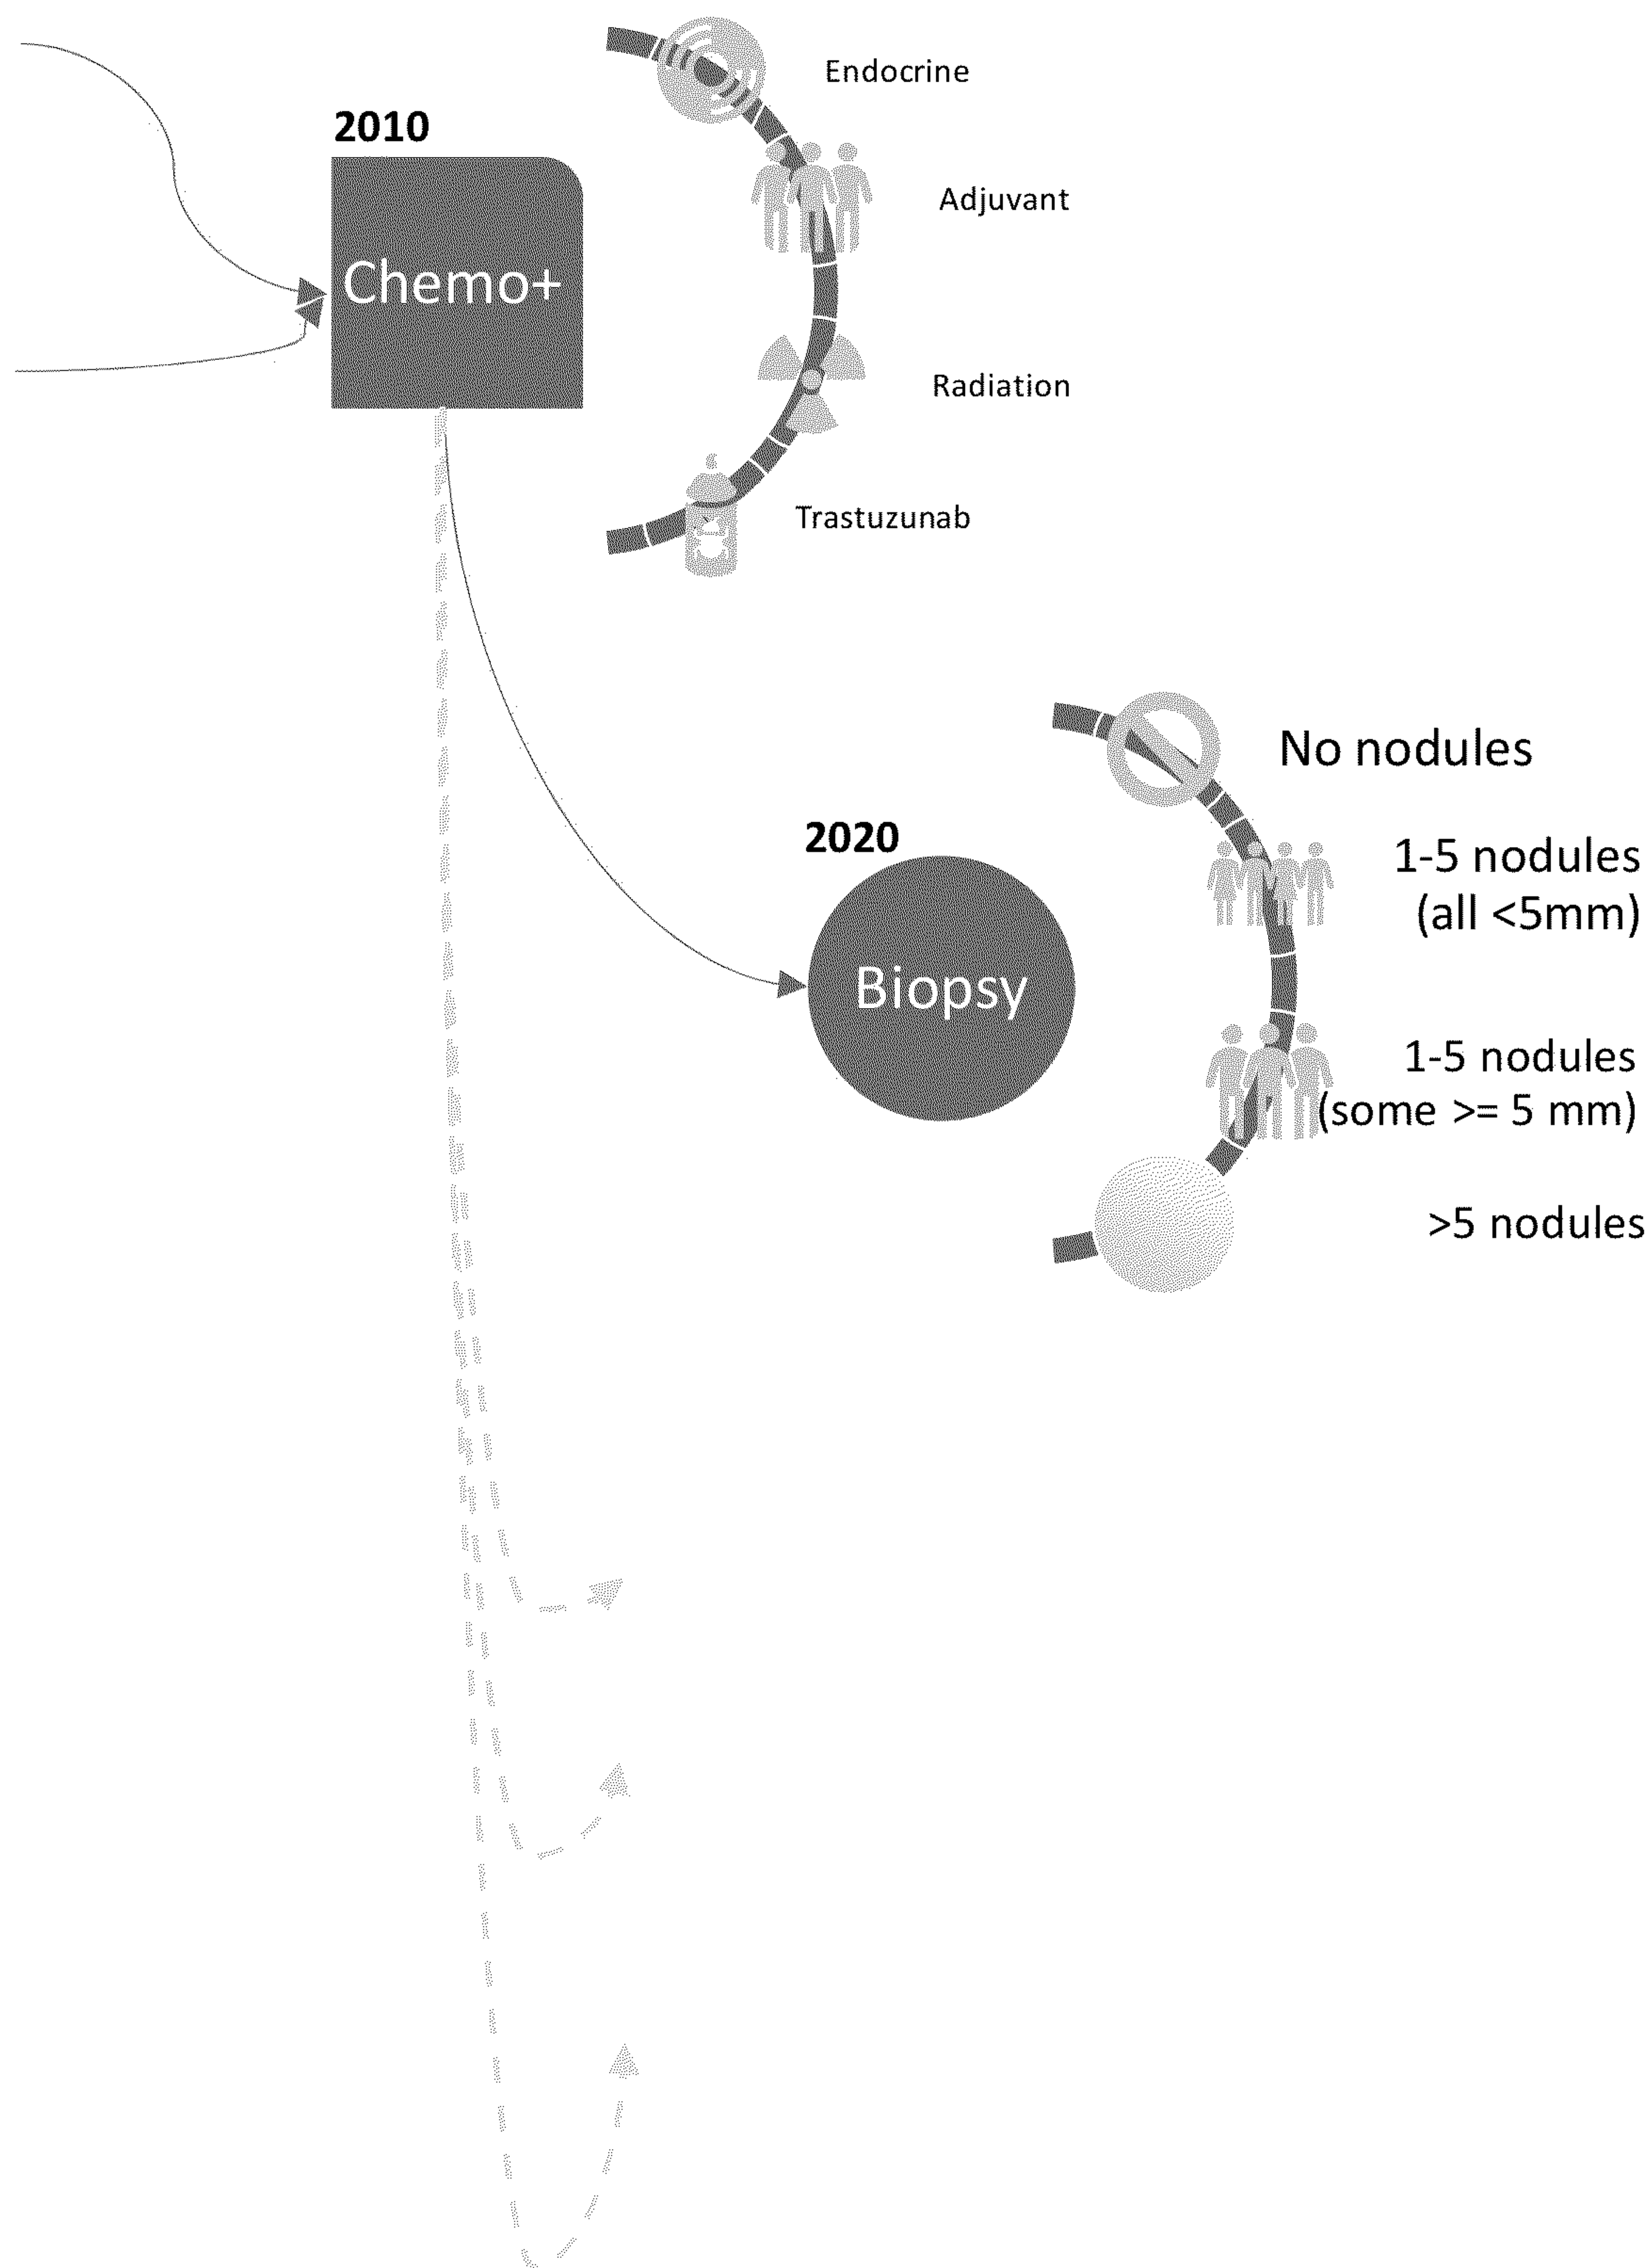 Endocrine
2010
Adjuvant
Chemo+
Radiation
Trastuzunab
No nodules
2020
1-5 nodules
(all <5mm)
Biopsy
1-5 nodules
(some >= 5 mm)
>5 nodules